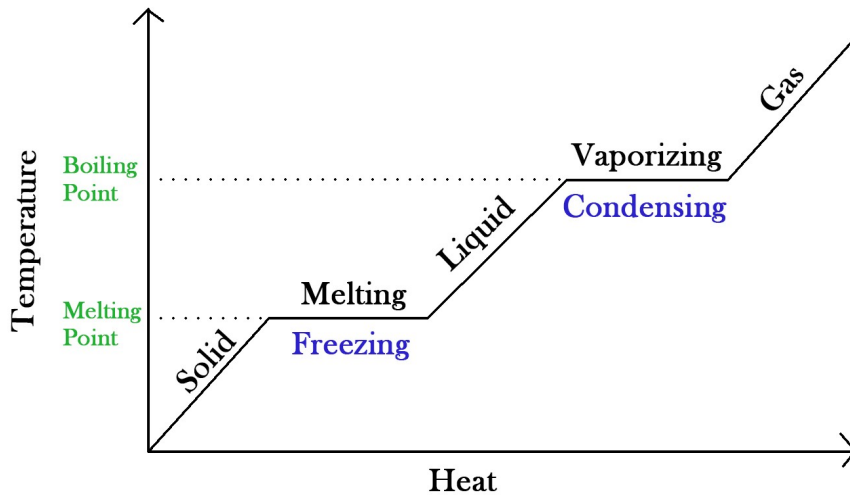 Temperature
Boiling
Point
Melting
Point
Solid
Melting
Freezing
Liquid
Vaporizing
Condensing
Gas
Heat